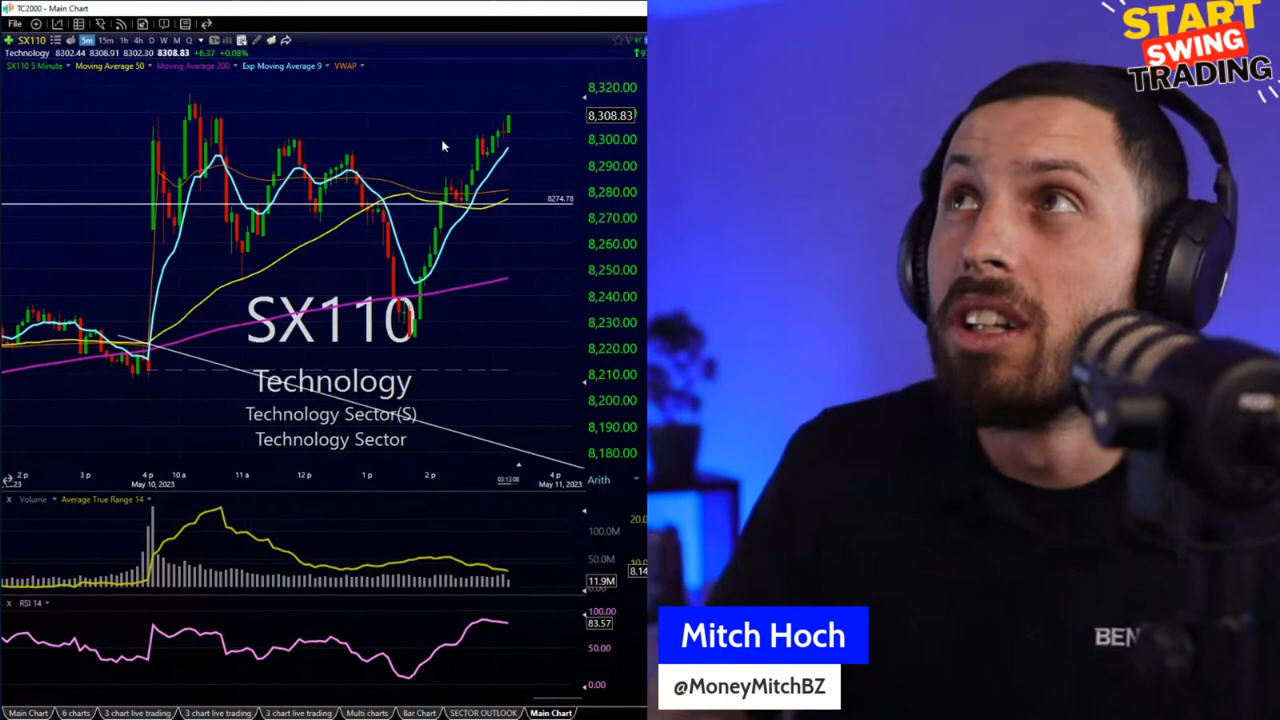 TC2000 - Main Chart
File
SX110
5m 15m 1h 4h D W M Q
Technology 8302.44 8308.91 8302.30 8308.83 +6.37 +0.08%
SX110 5 Minute Moving Average 50 Moving Average 200 Exp Moving Average 9 VWAP
8,320.00
8,308.83
8,300.00
8,290.00
8,280.00
8274.78
8,270.00
8,260.00
8,250.00
8,240.00
8,230.00
8,220.00
8,210.00
8,200.00
8,190.00
8,180.00
SX110
Technology
Technology Sector(S)
Technology Sector
2 p 3 p 4 p 10 a 11 a 12 p 1 p 2 p 4 p
May 10, 2023 03:13:08 May 11, 2023
Arith
X Volume Average True Range 14
100.0M 20.0
50.0M
11.9M 8.14
X RSI 14
100.00
83.57
50.00
0.00
Main Chart 6 charts 3 chart live trading 3 chart live trading 3 chart live trading Multi charts Bar Chart SECTOR OUTLOOK Main Chart
START
SWING
TRADING
BEN
Mitch Hoch
@MoneyMitchBZ